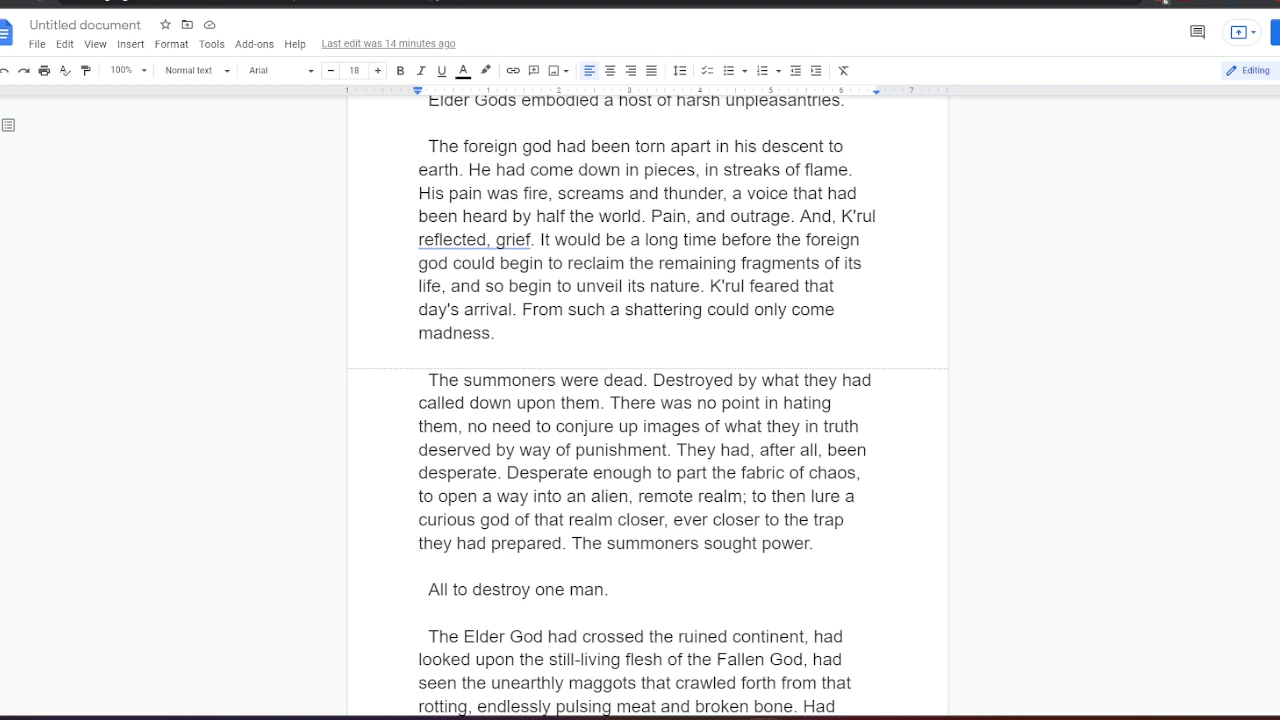 Untitled document
File Edit View Insert Format Tools Add-ons Help Last edit was 14 minutes ago
100% Normal text Arial 18 B I U A Editing
1 1 2 3 4 5 6 7
Elder Gods embodied a host of harsh unpleasantries.
The foreign god had been torn apart in his descent to
earth. He had come down in pieces, in streaks of flame.
His pain was fire, screams and thunder, a voice that had
been heard by half the world. Pain, and outrage. And, K'rul
reflected, grief. It would be a long time before the foreign
god could begin to reclaim the remaining fragments of its
life, and so begin to unveil its nature. K'rul feared that
day's arrival. From such a shattering could only come
madness.
The summoners were dead. Destroyed by what they had
called down upon them. There was no point in hating
them, no need to conjure up images of what they in truth
deserved by way of punishment. They had, after all, been
desperate. Desperate enough to part the fabric of chaos,
to open a way into an alien, remote realm; to then lure a
curious god of that realm closer, ever closer to the trap
they had prepared. The summoners sought power.
All to destroy one man.
The Elder God had crossed the ruined continent, had
looked upon the still-living flesh of the Fallen God, had
seen the unearthly maggots that crawled forth from that
rotting, endlessly pulsing meat and broken bone. Had